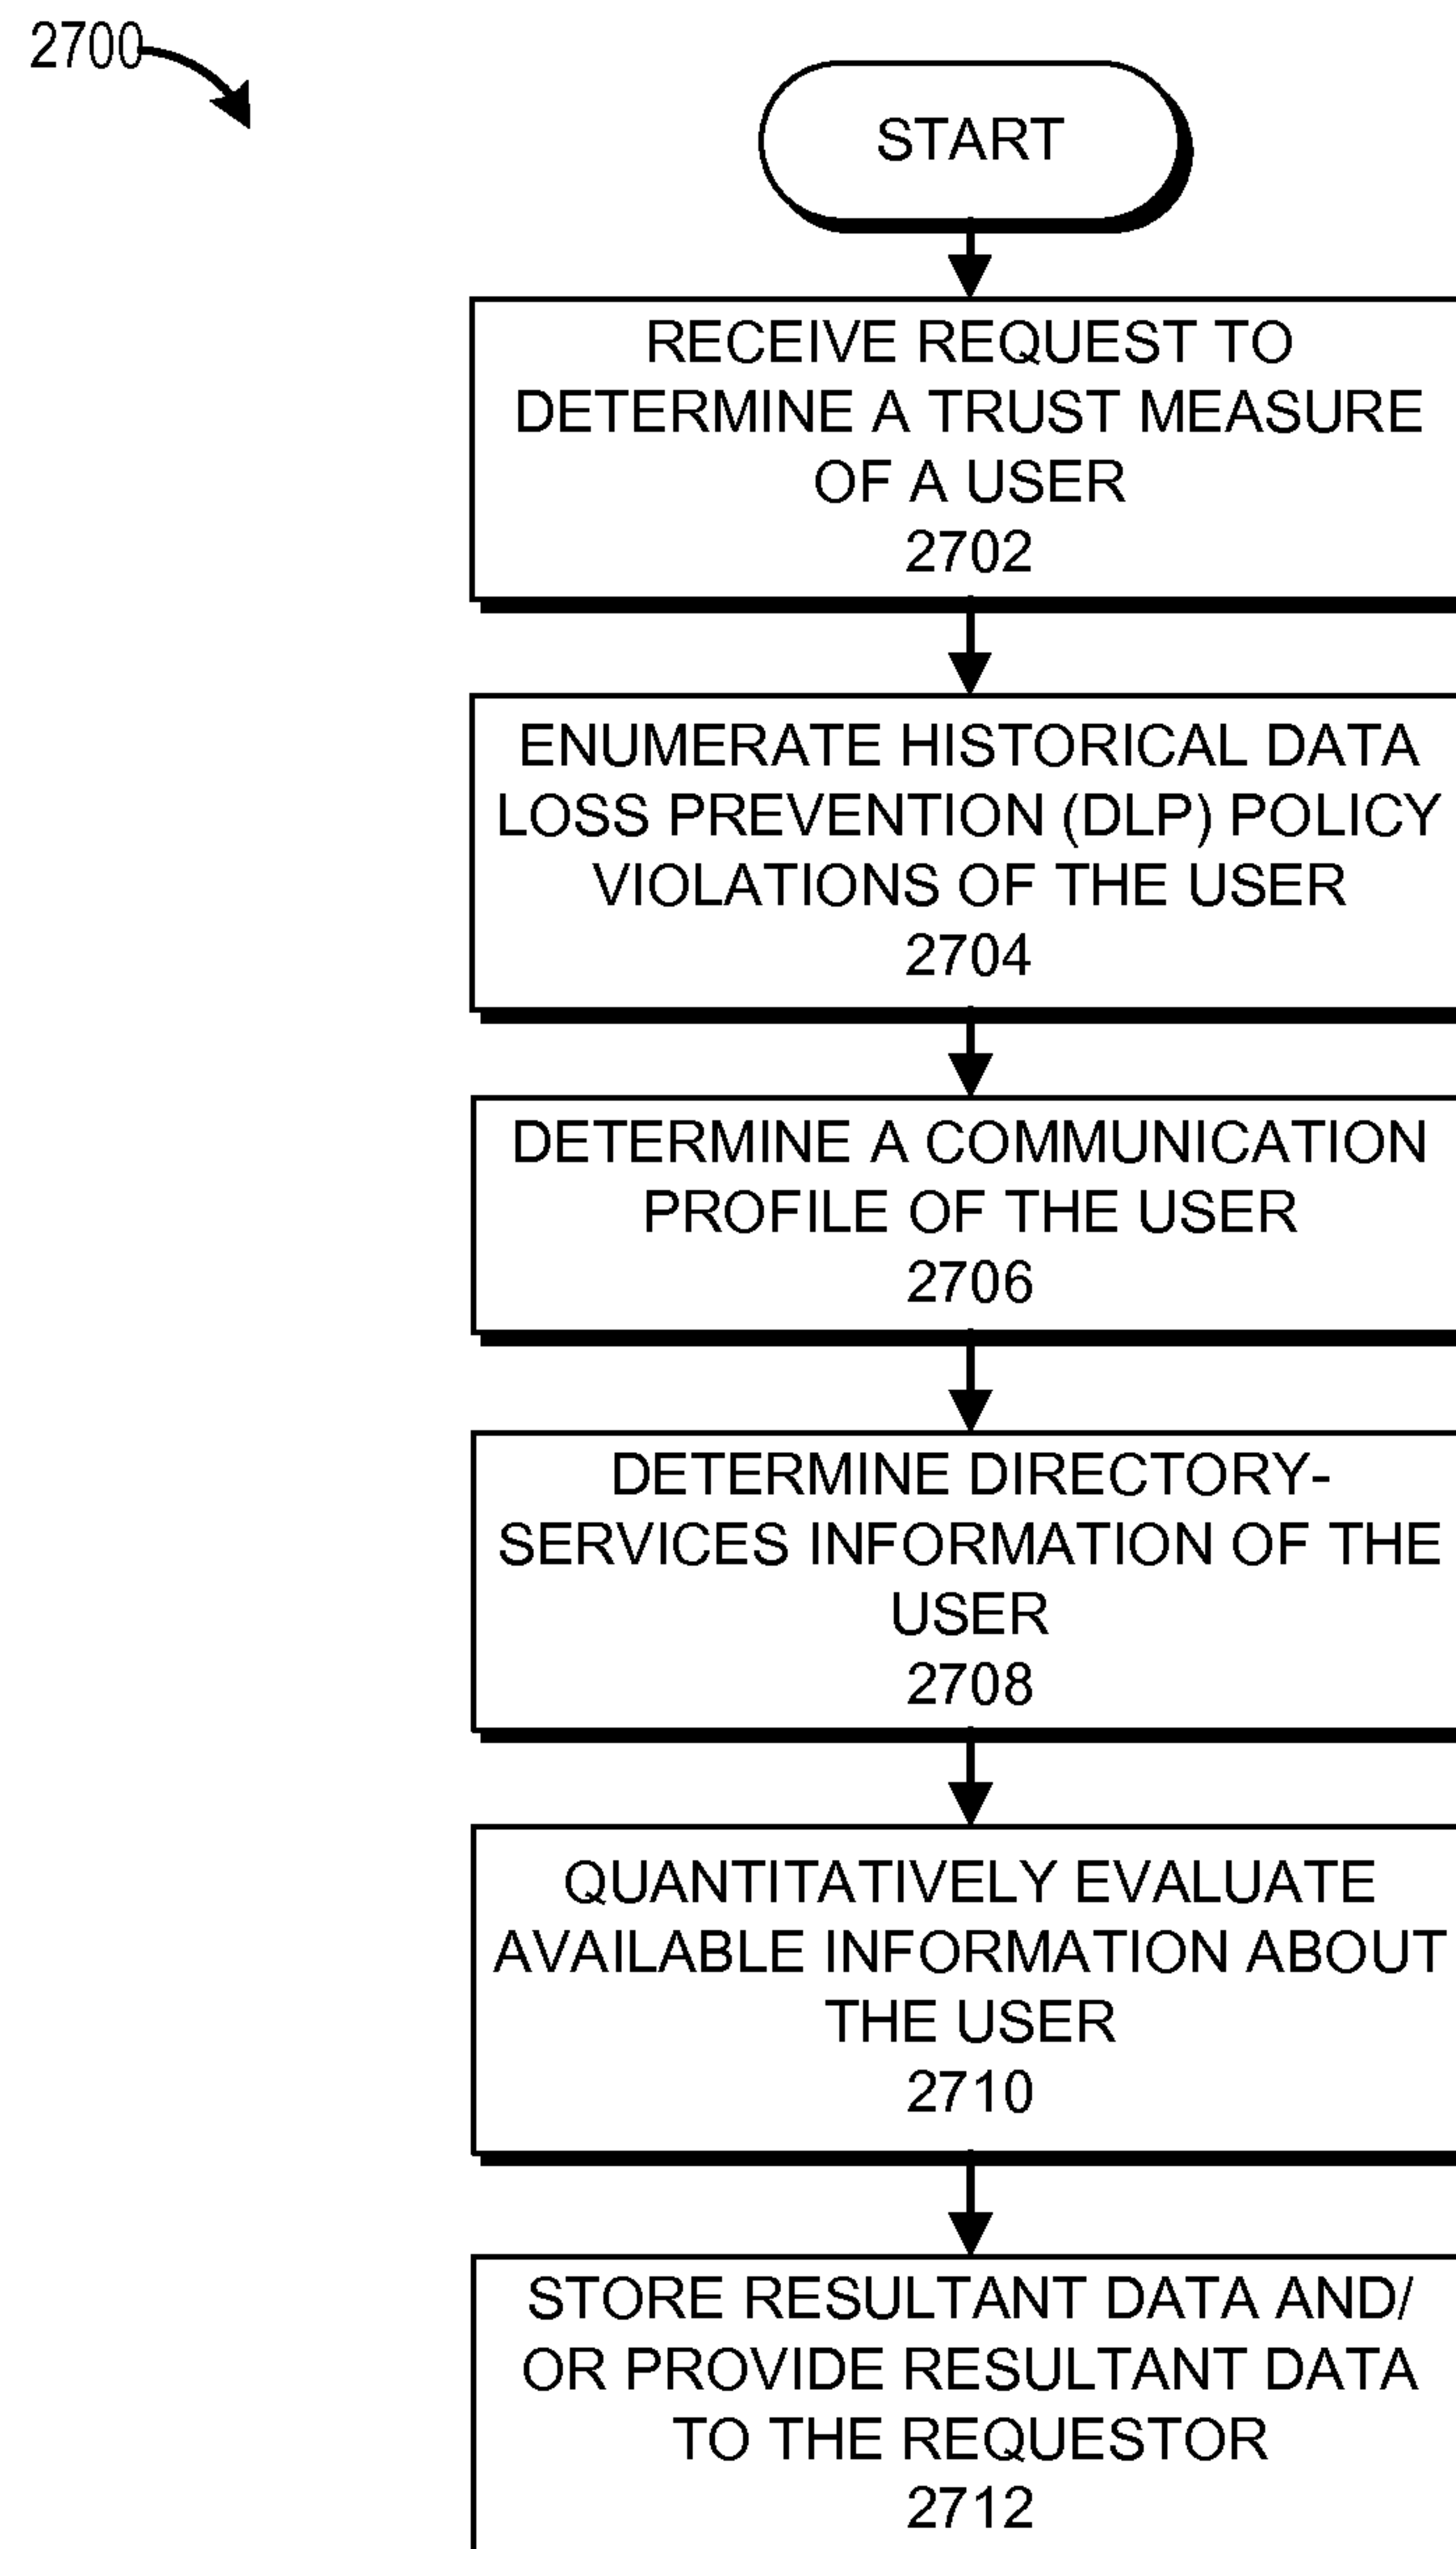 2700
START
RECEIVE REQUEST TO
DETERMINE A TRUST MEASURE
OF A USER
2702
ENUMERATE HISTORICAL DATA
LOSS PREVENTION (DLP) POLICY
VIOLATIONS OF THE USER
2704
DETERMINE A COMMUNICATION
PROFILE OF THE USER
2706
DETERMINE DIRECTORY-
SERVICES INFORMATION OF THE
USER
2708
QUANTITATIVELY EVALUATE
AVAILABLE INFORMATION ABOUT
THE USER
2710
STORE RESULTANT DATA AND/
OR PROVIDE RESULTANT DATA
TO THE REQUESTOR
2712